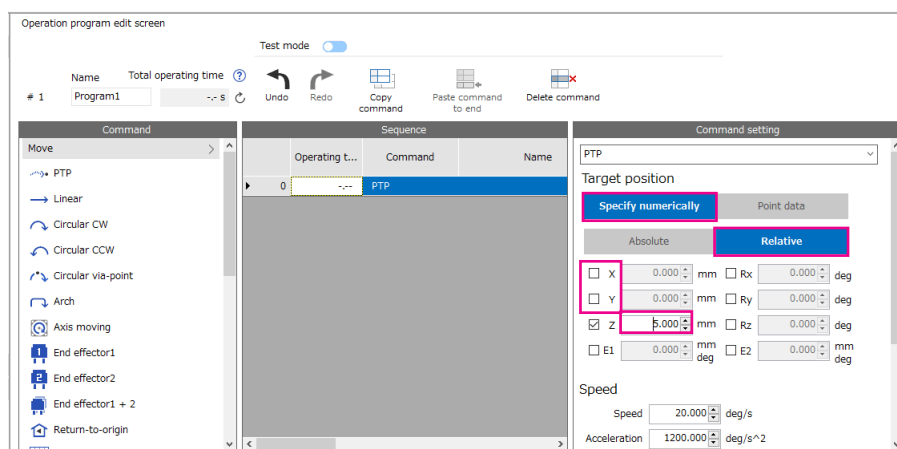 Operation program edit screen
Test mode
Name Total operating time ?
# 1 Program1 -.- s
Undo Redo Copy command Paste command to end Delete command
Command
Move
PTP
Linear
Circular CW
Circular CCW
Circular via-point
Arch
Axis moving
1 End effector1
2 End effector2
End effector1 + 2
Return-to-origin
Sequence
Operating t... Command Name
0 -.-- PTP
Command setting
PTP
Target position
Specify numerically Point data
Absolute Relative
X 0.000 mm Rx 0.000 deg
Y 0.000 mm Ry 0.000 deg
Z 5.000 mm Rz 0.000 deg
E1 0.000 mm deg E2 0.000 mm deg
Speed
Speed 20.000 deg/s
Acceleration 1200.000 deg/s^2